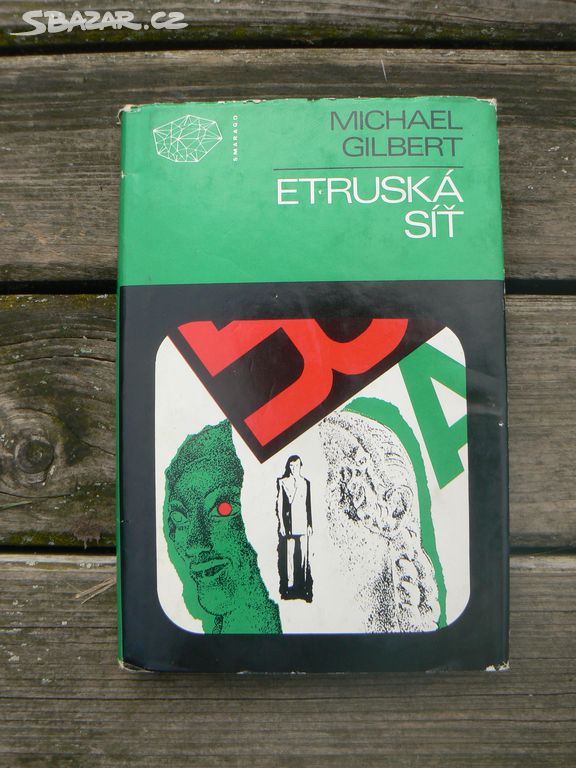 SBAZAR.CZ
SMARAGD
MICHAEL
GILBERT
ETRUSKÁ
SÍŤ
A